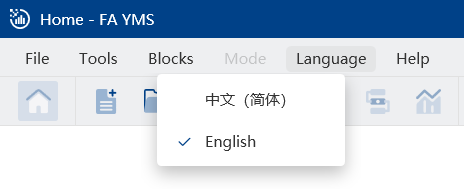 Home - FA YMS
File Tools Blocks Mode Language Help
中文（简体）
English